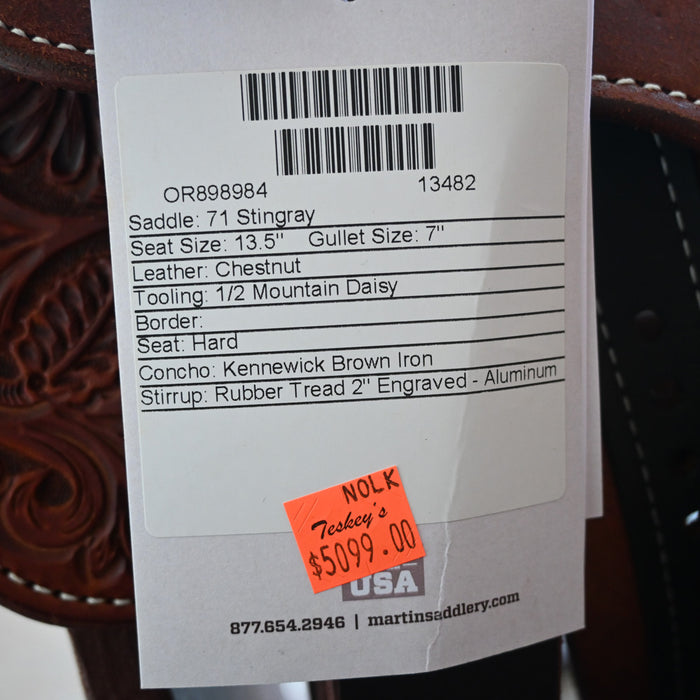 OR898984 13482
Saddle: 71 Stingray
Seat Size: 13.5" Gullet Size: 7"
Leather: Chestnut
Tooling: 1/2 Mountain Daisy
Border:
Seat: Hard
Concho: Kennewick Brown Iron
Stirrup: Rubber Tread 2" Engraved - Aluminum
NOLK
Teskey's
$5099.00
USA
877.654.2946 | martinsaddlery.com